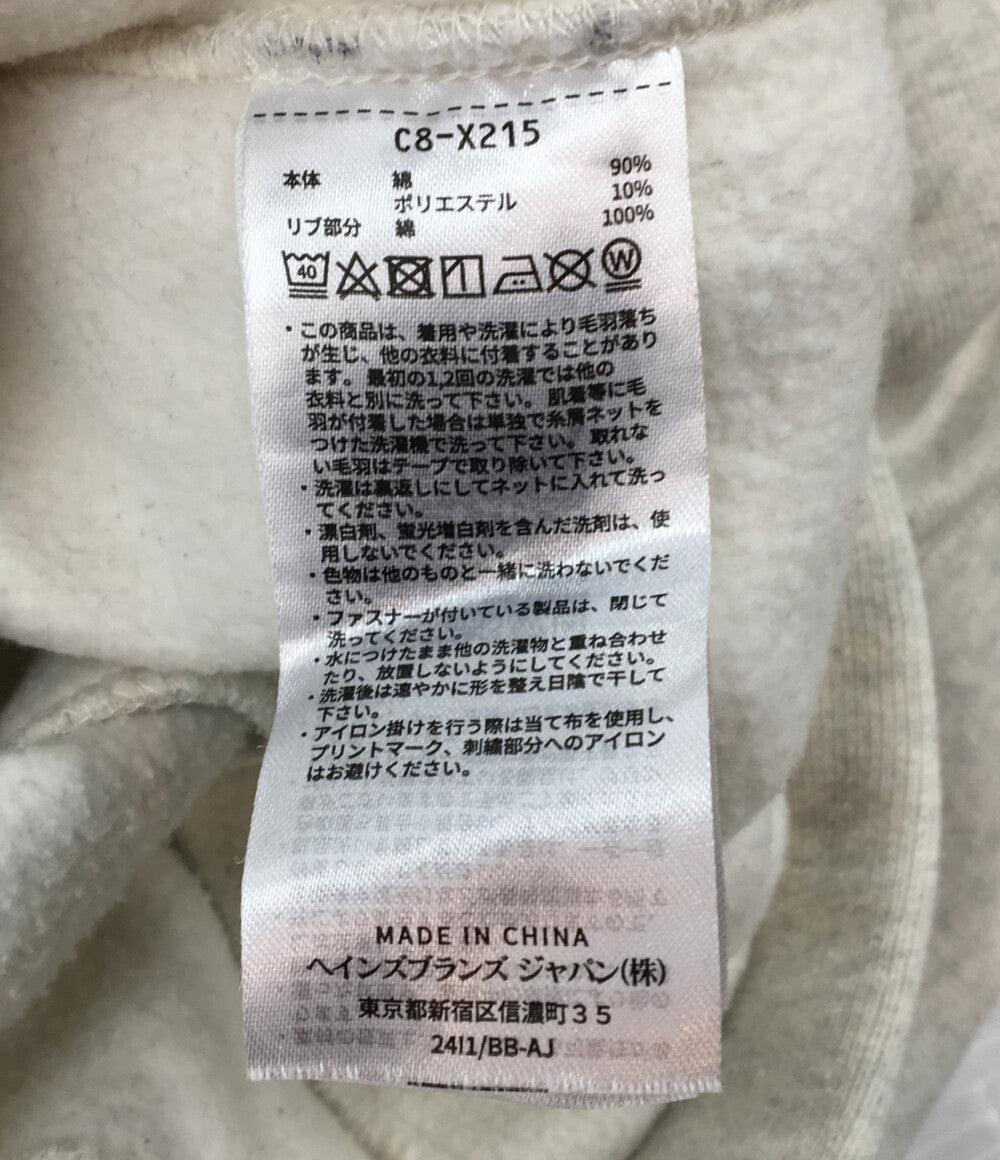 C8-X215
本体 綿 90%
ポリエステル 10%
リブ部分 綿 100%
40 W
・この商品は、着用や洗濯により毛羽落ち
が生じ、他の衣料に付着することがあり
ます。最初の1,2回の洗濯では他の
衣料と別に洗って下さい。肌着等に毛
羽が付着した場合は単独で糸屑ネットを
つけた洗濯機で洗って下さい。取れな
い毛羽はテープで取り除いて下さい。
・洗濯は裏返しにしてネットに入れて洗っ
てください。
・漂白剤、蛍光増白剤を含んだ洗剤は、使
用しないでください。
・色物は他のものと一緒に洗わないでくだ
さい。
・ファスナーが付いている製品は、閉じて
洗ってください。
・水につけたまま他の洗濯物と重ね合わせ
たり、放置しないようにしてください。
・洗濯後は速やかに形を整え日陰で干して
下さい。
・アイロン掛けを行う際は当て布を使用し、
プリントマーク、刺繍部分へのアイロン
はお避けください。
MADE IN CHINA
ヘインズブランズ ジャパン(株)
東京都新宿区信濃町35
24I1/BB-AJ